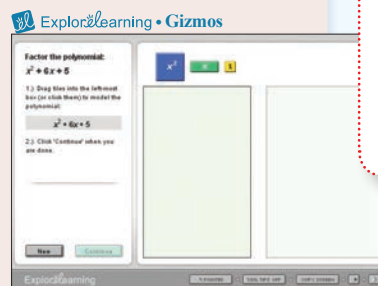 ExploreLearning • Gizmos
Factor the polynomial:
x² + 6x + 5
1.) Drag tiles into the left-most
box (or click them) to model the
polynomial:
x² + 6x + 5
2.) Click 'Continue' when you
are done.
x²
x
1
New
Continue
ExploreLearning